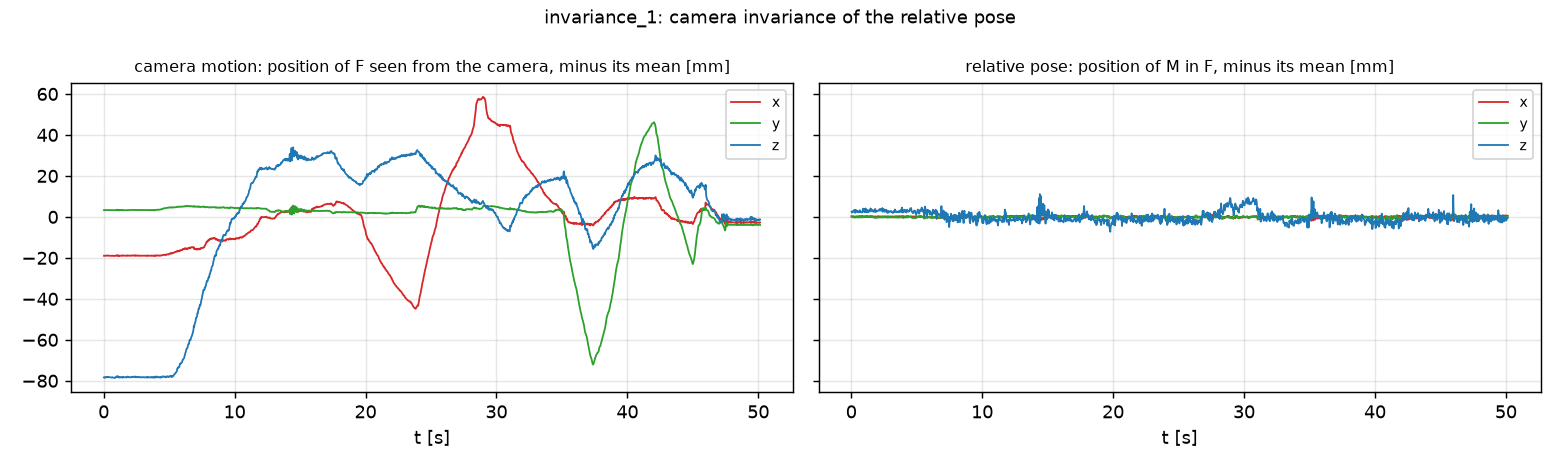 invariance_1: camera invariance of the relative pose
camera motion: position of F seen from the camera, minus its mean [mm]
relative pose: position of M in F, minus its mean [mm]
60
40
20
0
−20
−40
−60
−80
x
y
z
x
y
z
0 10 20 30 40 50
0 10 20 30 40 50
t [s]
t [s]